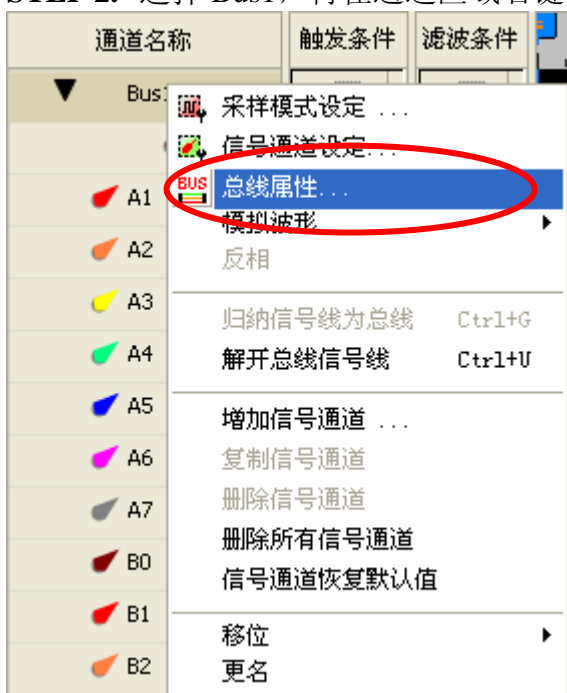 通道名称 触发条件 滤波条件
Bus1
采样模式设定 ...
信号通道设定...
BUS 总线属性...
A1
模拟波形
A2
反相
A3
归纳信号线为总线 Ctrl+G
A4
解开总线信号线 Ctrl+U
A5
增加信号通道 ...
A6
复制信号通道
A7
删除信号通道
删除所有信号通道
B0
信号通道恢复默认值
B1
移位
B2
更名